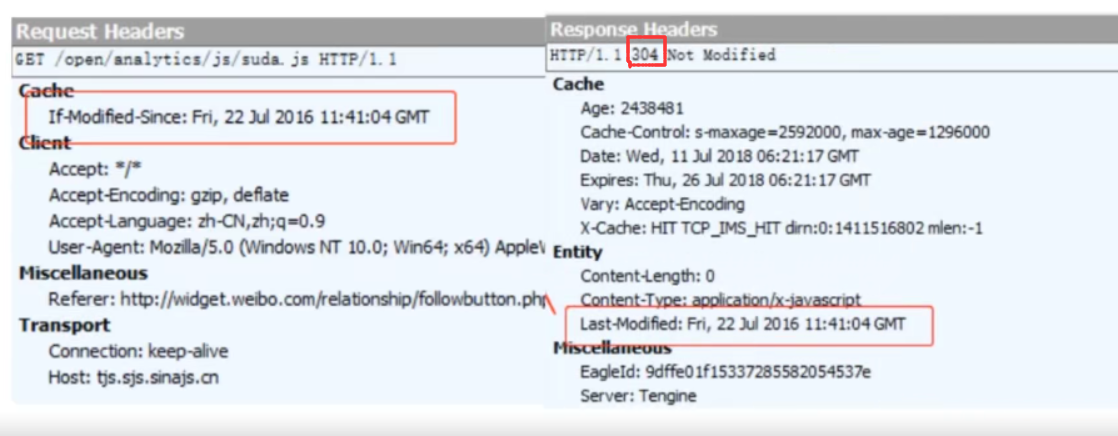 Request Headers
GET /open/analytics/js/suda.js HTTP/1.1
Cache
If-Modified-Since: Fri, 22 Jul 2016 11:41:04 GMT
Client
Accept: */*
Accept-Encoding: gzip, deflate
Accept-Language: zh-CN,zh;q=0.9
User-Agent: Mozilla/5.0 (Windows NT 10.0; Win64; x64) AppleW
Miscellaneous
Referer: http://widget.weibo.com/relationship/followbutton.php
Transport
Connection: keep-alive
Host: tjs.sjs.sinajs.cn
Response Headers
HTTP/1.1 304 Not Modified
Cache
Age: 2438481
Cache-Control: s-maxage=2592000, max-age=1296000
Date: Wed, 11 Jul 2018 06:21:17 GMT
Expires: Thu, 26 Jul 2018 06:21:17 GMT
Vary: Accept-Encoding
X-Cache: HIT TCP_IMS_HIT dirn:0:1411516802 mlen:-1
Entity
Content-Length: 0
Content-Type: application/x-javascript
Last-Modified: Fri, 22 Jul 2016 11:41:04 GMT
Miscellaneous
EagleId: 9dffe01f15337285582054537e
Server: Tengine